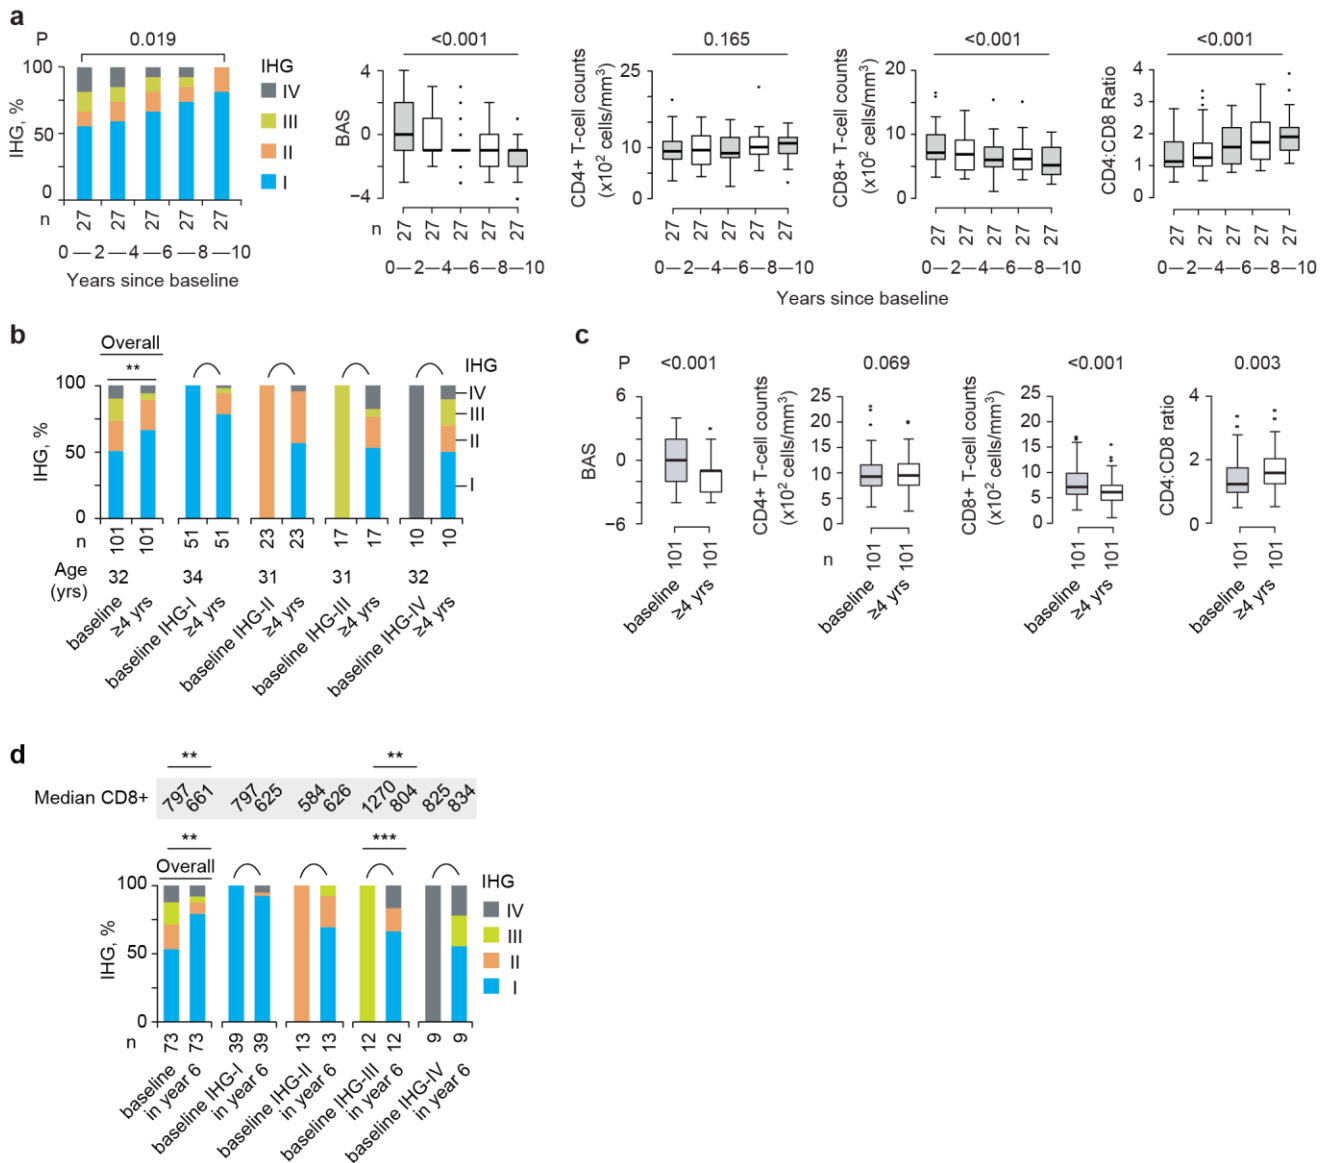 a
P 0.019 <0.001 0.165 <0.001 <0.001
IHG, %
100
50
0
IHG
IV
III
II
I
n 27 27 27 27 27
0—2—4—6—8—10
Years since baseline
BAS
4
0
−4
n 27 27 27 27 27
0—2—4—6—8—10
CD4+ T-cell counts
(x10² cells/mm³)
25
10
0
27 27 27 27 27
0—2—4—6—8—10
CD8+ T-cell counts
(x10² cells/mm³)
20
10
0
27 27 27 27 27
0—2—4—6—8—10
CD4:CD8 Ratio
4
3
2
1
0
27 27 27 27 27
0—2—4—6—8—10
Years since baseline
b
Overall
**
IHG, %
100
50
0
IHG
IV
III
II
I
n 101 101 51 51 23 23 17 17 10 10
Age
(yrs)
32 34 31 31 32
baseline
≥4 yrs
baseline IHG-I
≥4 yrs
baseline IHG-II
≥4 yrs
baseline IHG-III
≥4 yrs
baseline IHG-IV
≥4 yrs
c
P <0.001 0.069 <0.001 0.003
BAS
6
0
−6
101 101
baseline
≥4 yrs
CD4+ T-cell counts
(x10² cells/mm³)
25
20
15
10
5
0
n 101 101
baseline
≥4 yrs
CD8+ T-cell counts
(x10² cells/mm³)
25
20
15
10
5
0
101 101
baseline
≥4 yrs
CD4:CD8 ratio
4
2
0
101 101
baseline
≥4 yrs
d
** **
Median CD8+ 797 661 797 625 584 626 1270 804 825 834
** ***
Overall
IHG, %
100
50
0
IHG
IV
III
II
I
n 73 73 39 39 13 13 12 12 9 9
baseline
in year 6
baseline IHG-I
in year 6
baseline IHG-II
in year 6
baseline IHG-III
in year 6
baseline IHG-IV
in year 6